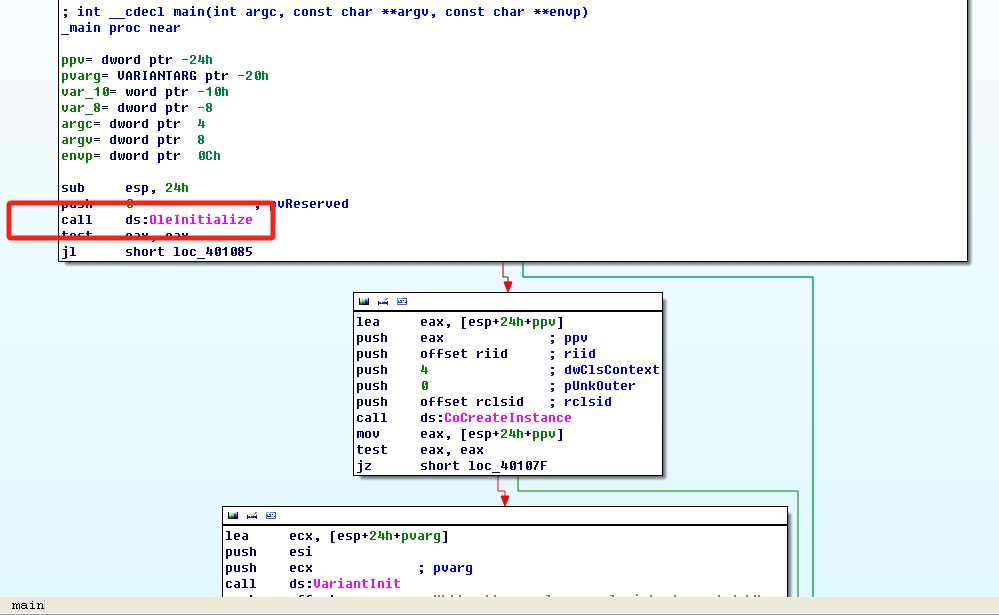 ; int __cdecl main(int argc, const char **argv, const char **envp)
_main proc near
ppv= dword ptr -24h
pvarg= VARIANTARG ptr -20h
var_10= word ptr -10h
var_8= dword ptr -8
argc= dword ptr  4
argv= dword ptr  8
envp= dword ptr  0Ch
sub     esp, 24h
push    0               ; pvReserved
call    ds:OleInitialize
test    eax, eax
jl      short loc_401085
lea     eax, [esp+24h+ppv]
push    eax             ; ppv
push    offset riid     ; riid
push    4               ; dwClsContext
push    0               ; pUnkOuter
push    offset rclsid   ; rclsid
call    ds:CoCreateInstance
mov     eax, [esp+24h+ppv]
test    eax, eax
jz      short loc_40107F
lea     ecx, [esp+24h+pvarg]
push    esi
push    ecx             ; pvarg
call    ds:VariantInit
main